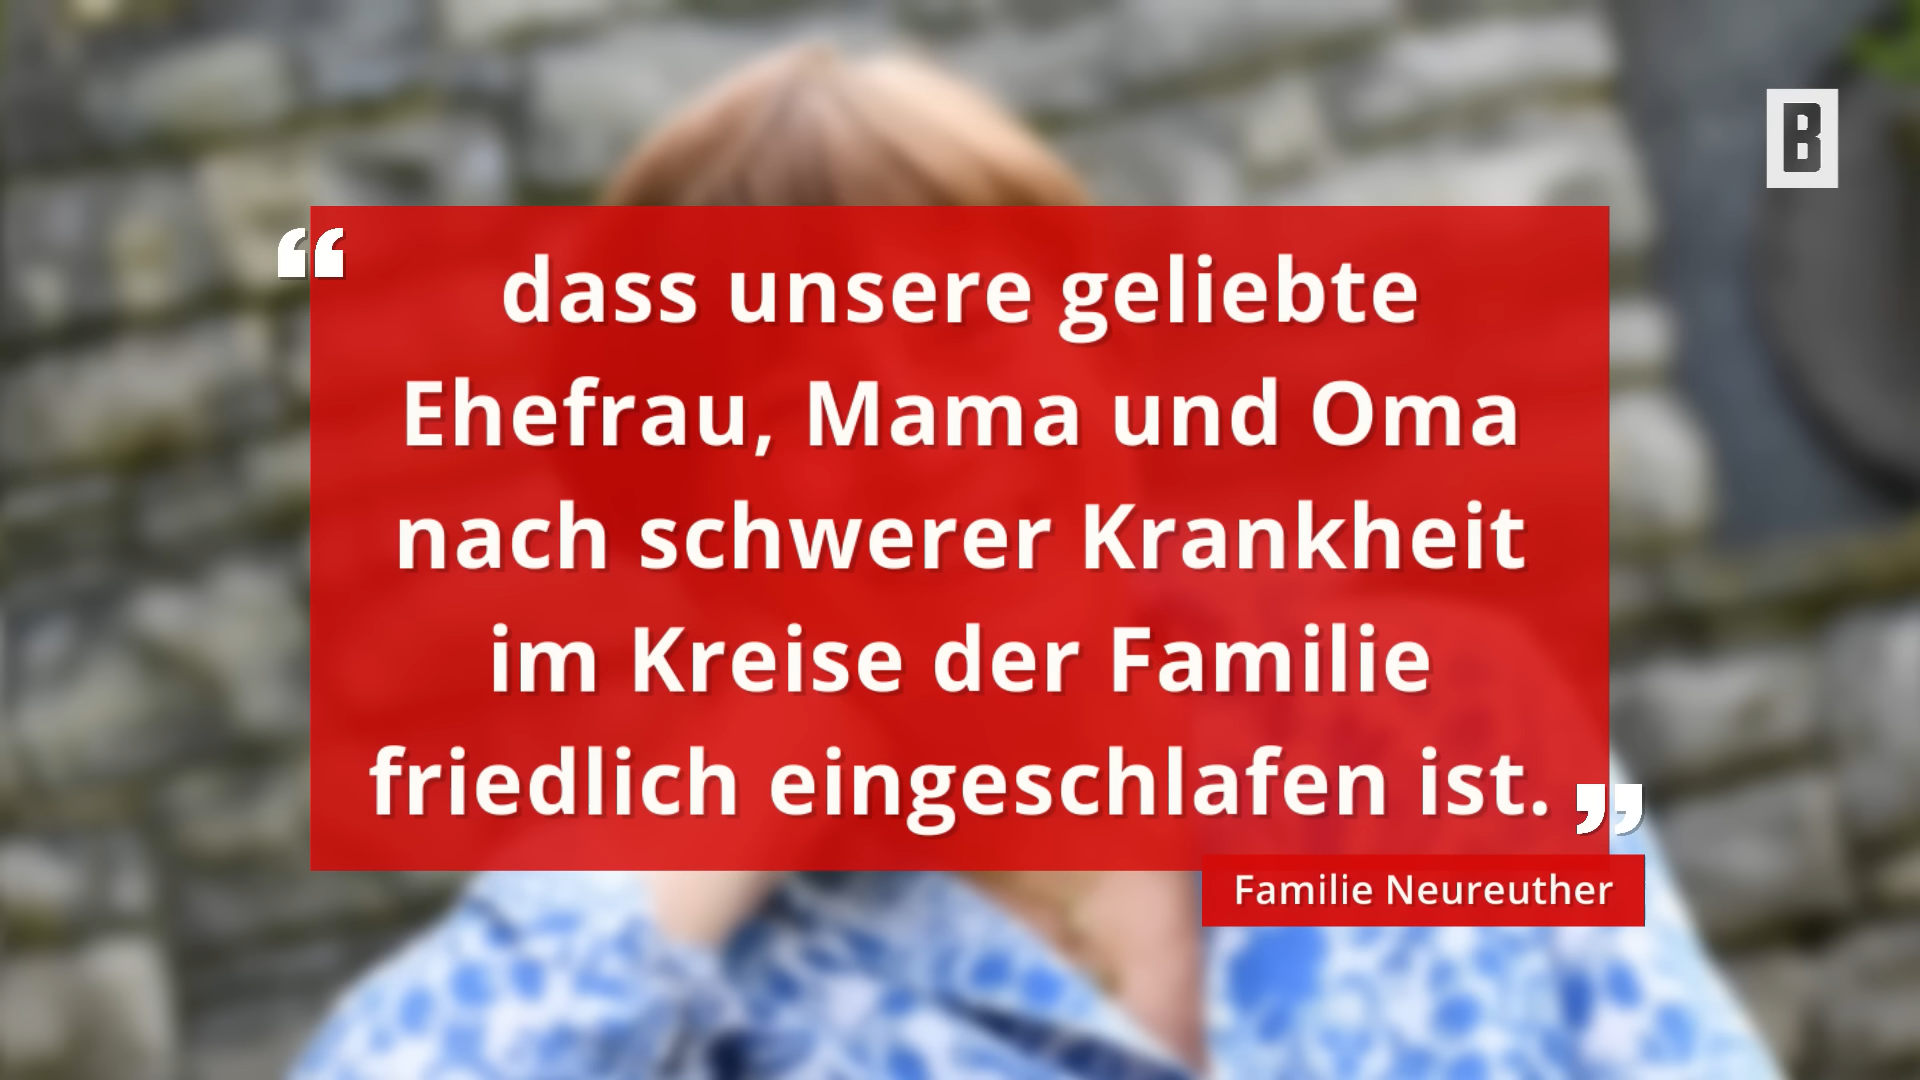 B
“ dass unsere geliebte
Ehefrau, Mama und Oma
nach schwerer Krankheit
im Kreise der Familie
friedlich eingeschlafen ist. ”
Familie Neureuther